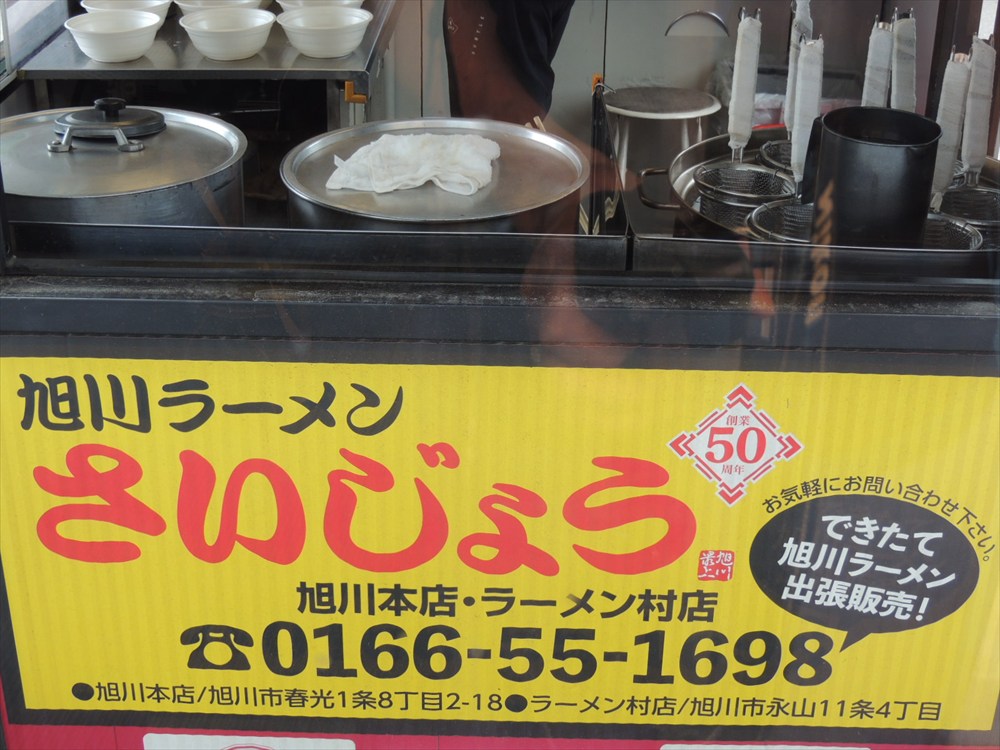 旭川ラーメン
さいじょう
創業
50
周年
お気軽にお問い合わせ下さい。
できたて
旭川ラーメン
出張販売!
旭川本店・ラーメン村店
☎0166-55-1698
●旭川本店/旭川市春光1条8丁目2-18●ラーメン村店/旭川市永山11条4丁目